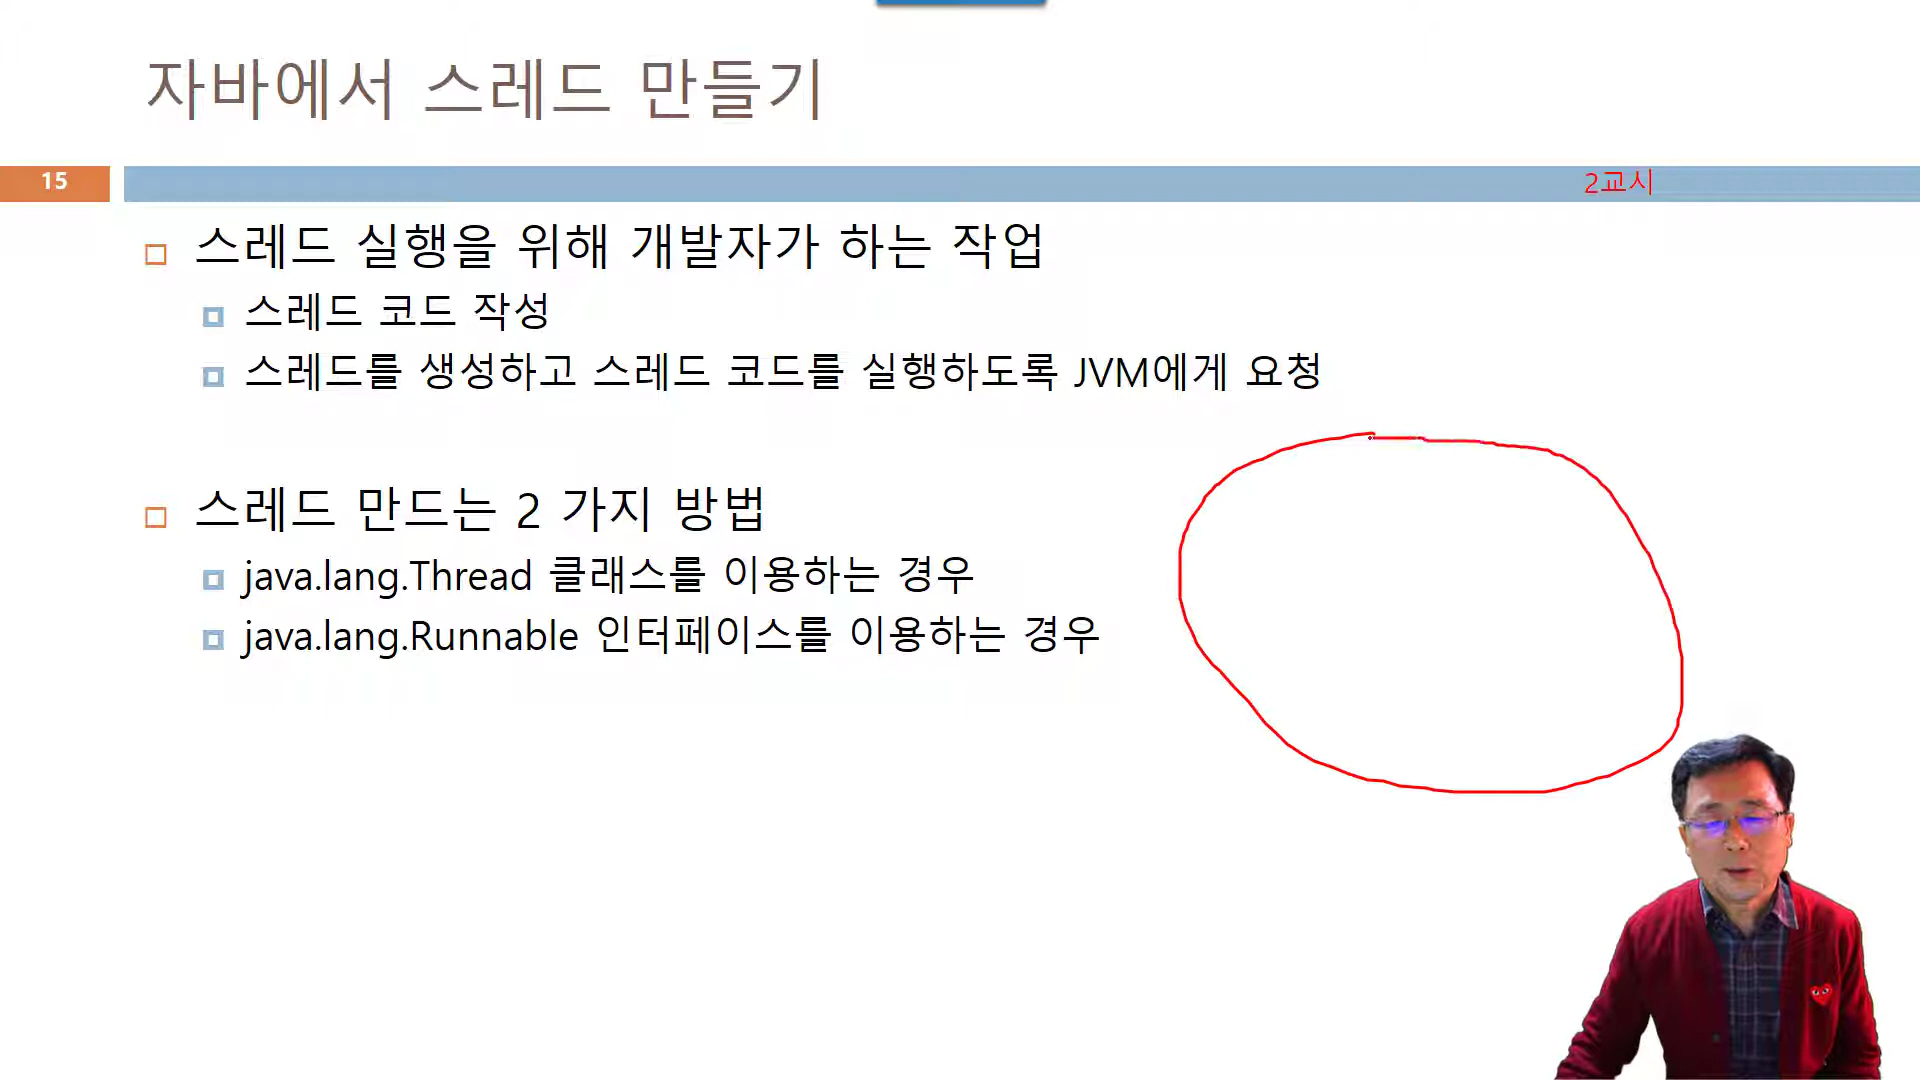 자바에서 스레드 만들기
15
2교시
스레드 실행을 위해 개발자가 하는 작업
스레드 코드 작성
스레드를 생성하고 스레드 코드를 실행하도록 JVM에게 요청
스레드 만드는 2 가지 방법
java.lang.Thread 클래스를 이용하는 경우
java.lang.Runnable 인터페이스를 이용하는 경우